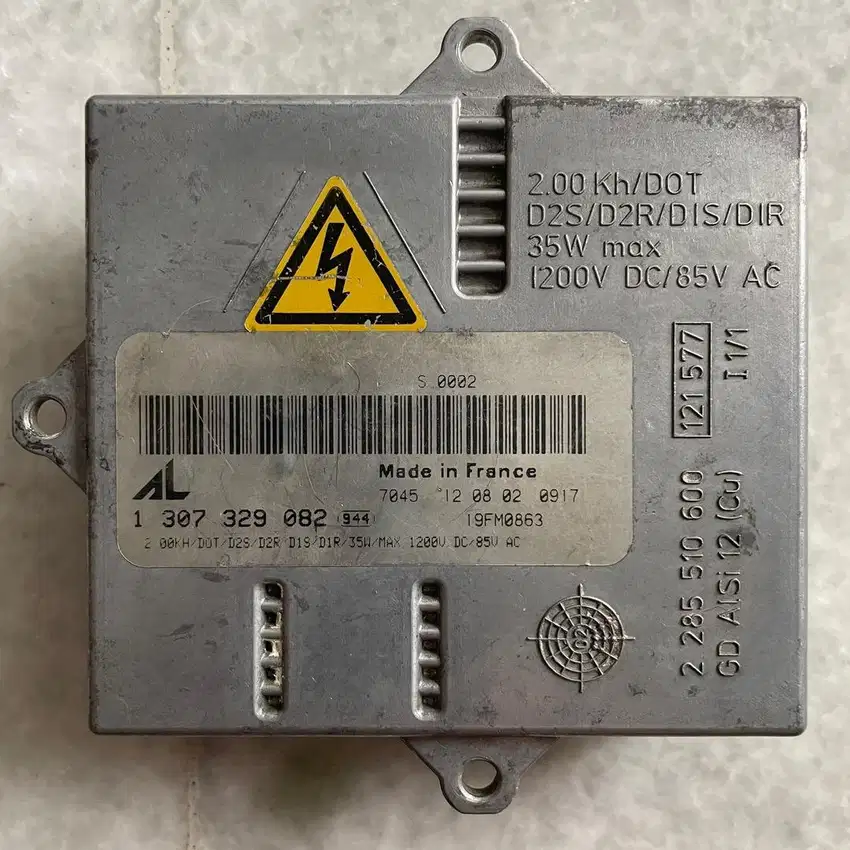 2.00 Kh/DOT
D2S/D2R/D1S/D1R
35W max
1200V DC/85V AC
121 577
I 1/1
S 0002
AL
Made in France
7045 12 08 02 0917
1 307 329 082 944
19FM0863
2 00KH/DOT/D2S/D2R/D1S/D1R/35W/MAX 1200V DC/85V AC
2 285 510 600
GD AlSi 12 (Cu)
02